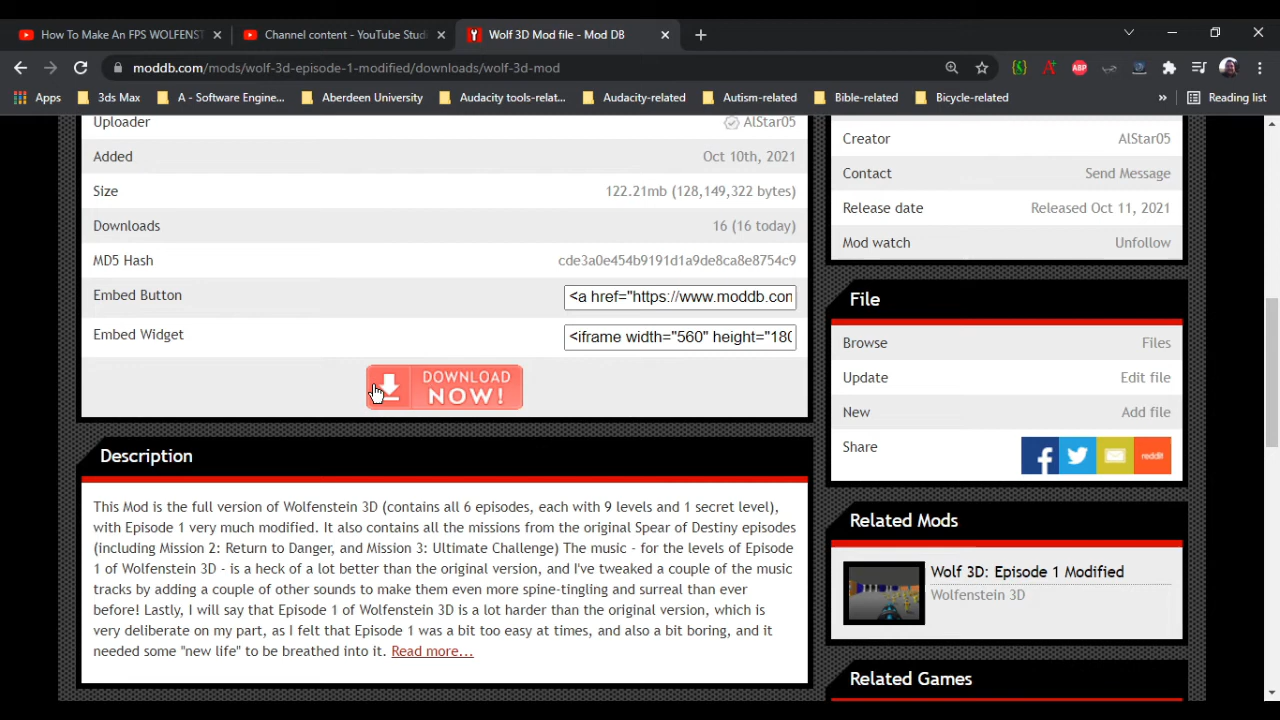 How To Make An FPS WOLFENST
Channel content - YouTube Studi
Wolf 3D Mod file - Mod DB
moddb.com/mods/wolf-3d-episode-1-modified/downloads/wolf-3d-mod
ABP
Apps
3ds Max
A - Software Engine...
Aberdeen University
Audacity tools-relat...
Audacity-related
Autism-related
Bible-related
Bicycle-related
»
Reading list
Uploader
AlStar05
Added
Oct 10th, 2021
Size
122.21mb (128,149,322 bytes)
Downloads
16 (16 today)
MD5 Hash
cde3a0e454b9191d1a9de8ca8e8754c9
Embed Button
<a href="https://www.moddb.con
Embed Widget
<iframe width="560" height="180
DOWNLOAD
NOW!
Description
This Mod is the full version of Wolfenstein 3D (contains all 6 episodes, each with 9 levels and 1 secret level),
with Episode 1 very much modified. It also contains all the missions from the original Spear of Destiny episodes
(including Mission 2: Return to Danger, and Mission 3: Ultimate Challenge) The music - for the levels of Episode
1 of Wolfenstein 3D - is a heck of a lot better than the original version, and I've tweaked a couple of the music
tracks by adding a couple of other sounds to make them even more spine-tingling and surreal than ever
before! Lastly, I will say that Episode 1 of Wolfenstein 3D is a lot harder than the original version, which is
very deliberate on my part, as I felt that Episode 1 was a bit too easy at times, and also a bit boring, and it
needed some "new life" to be breathed into it. Read more...
Creator
AlStar05
Contact
Send Message
Release date
Released Oct 11, 2021
Mod watch
Unfollow
File
Browse
Files
Update
Edit file
New
Add file
Share
reddit
Related Mods
Wolf 3D: Episode 1 Modified
Wolfenstein 3D
Related Games